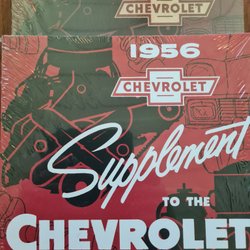 CHEVROLET
1956
CHEVROLET
Supplement
TO THE
CHEVROLET